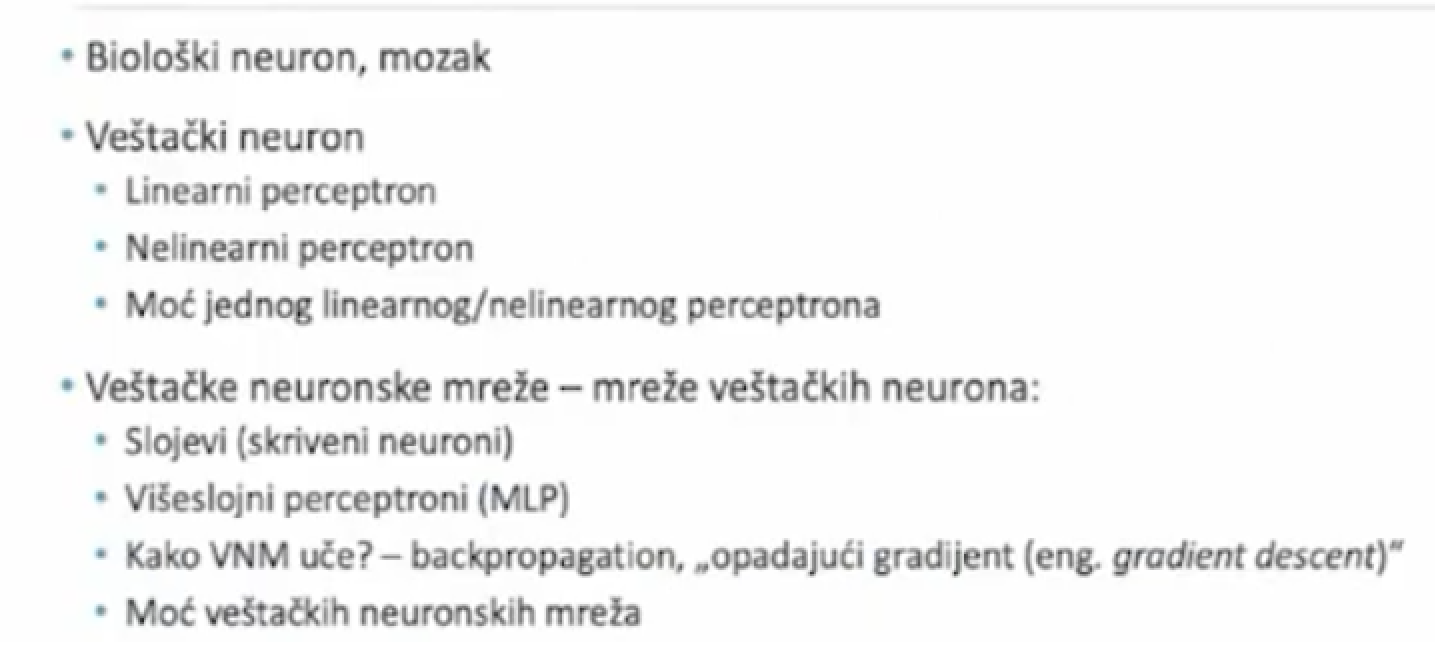 • Biološki neuron, mozak
• Veštački neuron
• Linearni perceptron
• Nelinearni perceptron
• Moć jednog linearnog/nelinearnog perceptrona
• Veštačke neuronske mreže – mreže veštačkih neurona:
• Slojevi (skriveni neuroni)
• Višeslojni perceptroni (MLP)
• Kako VNM uče? – backpropagation, „opadajući gradijent (eng. gradient descent)“
• Moć veštačkih neuronskih mreža